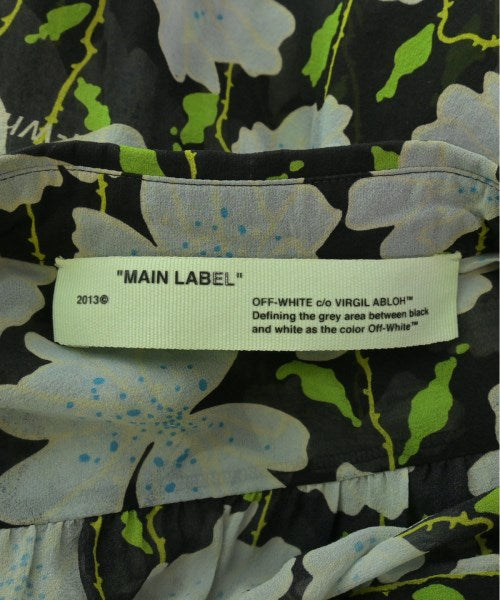 "MAIN LABEL"
2013©
OFF-WHITE c/o VIRGIL ABLOH™
Defining the grey area between black
and white as the color Off-White™